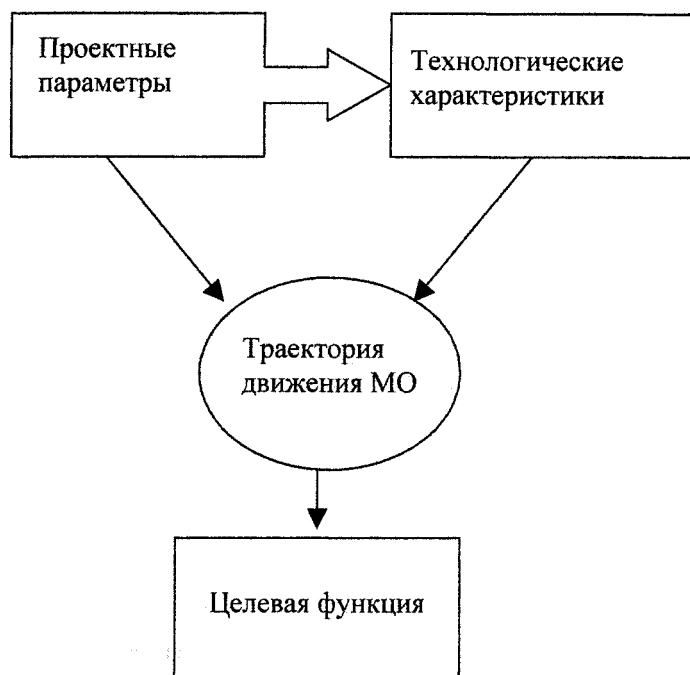 Проектные
параметры
Технологические
характеристики
Траектория
движения МО
Целевая функция